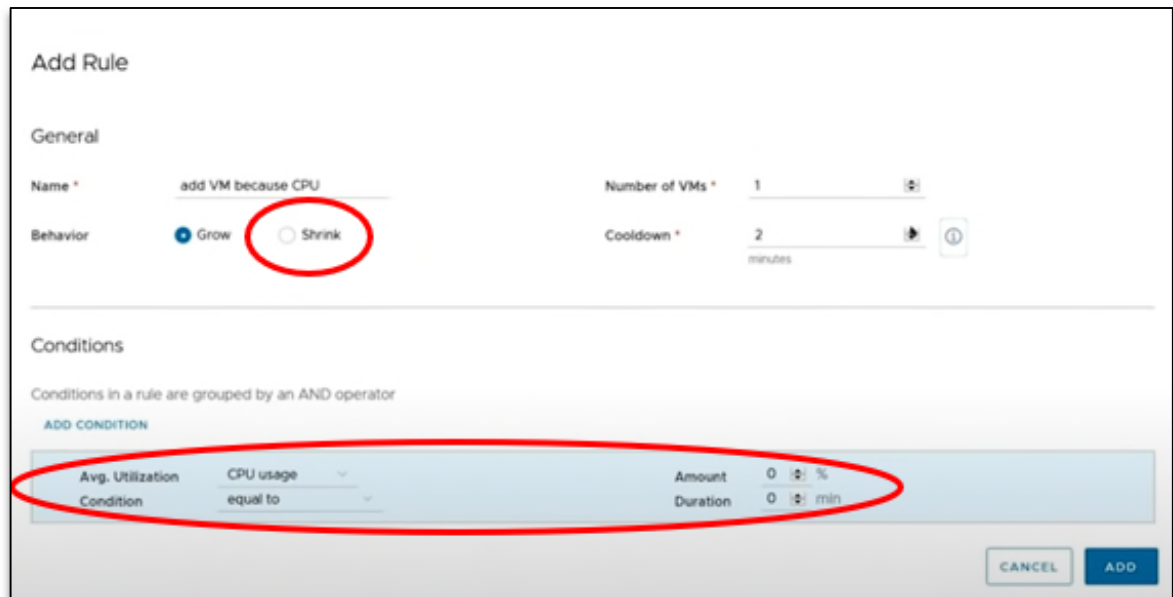 Add Rule
General
Name * add VM because CPU Number of VMs * 1
Behavior Grow Shrink Cooldown * 2
minutes
Conditions
Conditions in a rule are grouped by an AND operator
ADD CONDITION
Avg. Utilization CPU usage Amount 0 %
Condition equal to Duration 0 min
CANCEL ADD